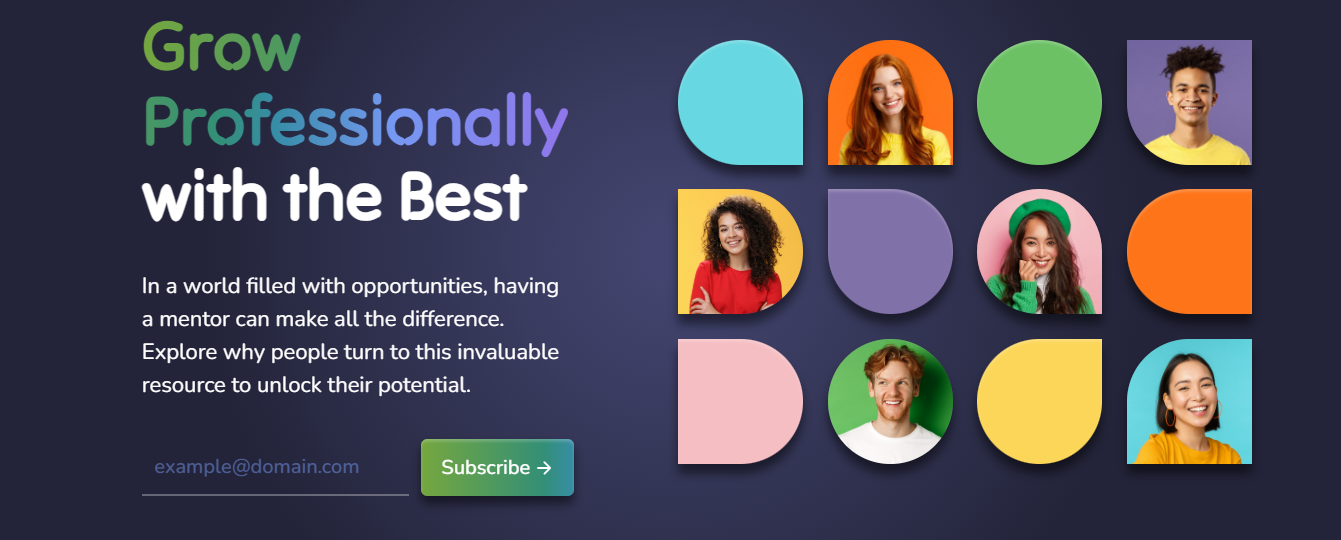 Grow
Professionally
with the Best
In a world filled with opportunities, having
a mentor can make all the difference.
Explore why people turn to this invaluable
resource to unlock their potential.
example@domain.com
Subscribe →